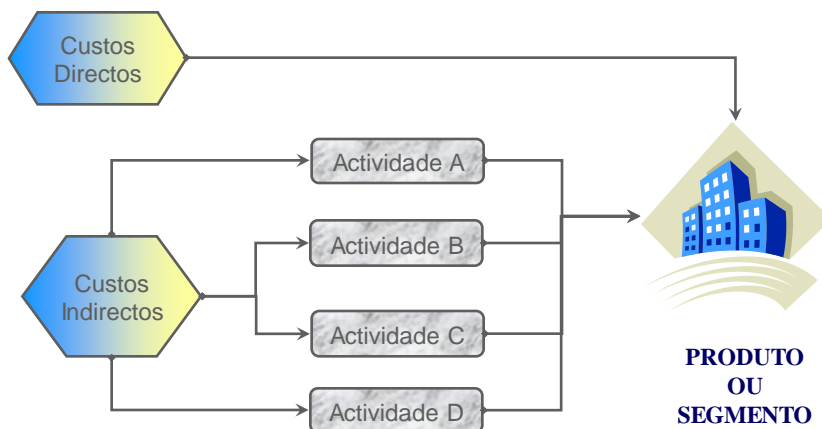 Custos
Directos
Actividade A
Actividade B
Custos
Indirectos
Actividade C
Actividade D
PRODUTO
OU
SEGMENTO